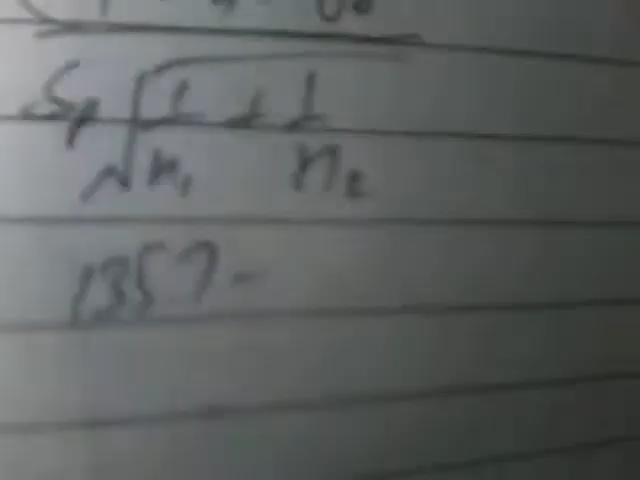 Sp√(1/n₁ + 1/n₂)
1357 -